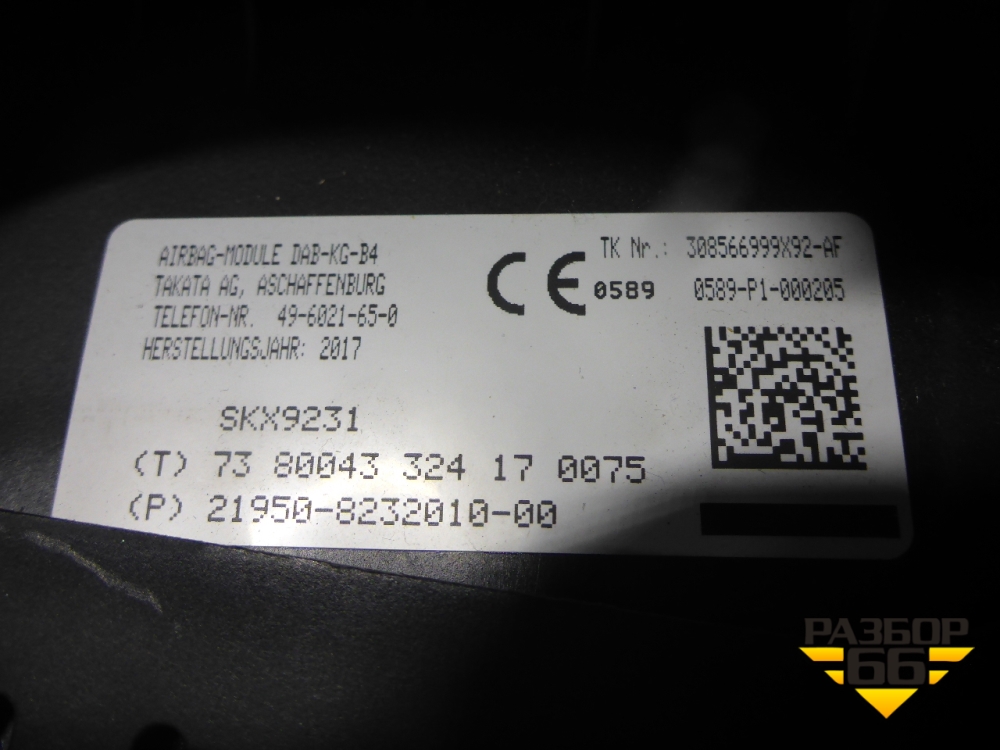 AIRBAG-MODULE DAB-KG-B4
TAKATA AG, ASCHAFFENBURG
TELEFON-NR. 49-6021-65-0
HERSTELLUNGSJAHR: 2017
CE 0589
TK Nr.: 308566999X92-AF
0589-P1-000205
SKX9231
(T) 73 80043 324 17 0075
(P) 21950-8232010-00
РАЗБОР
66